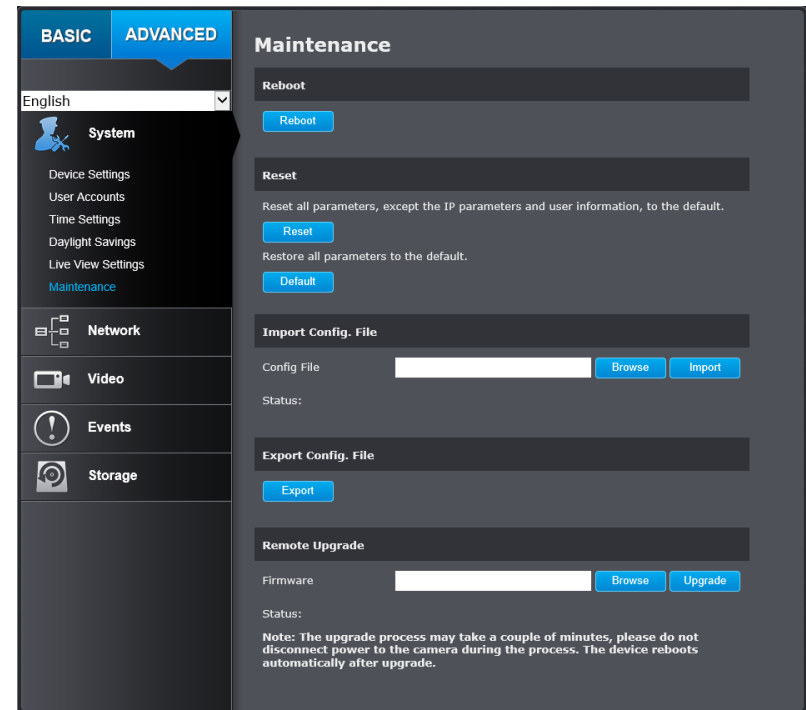 BASIC
ADVANCED
English
System
Device Settings
User Accounts
Time Settings
Daylight Savings
Live View Settings
Maintenance
Network
Video
Events
Storage
Maintenance
Reboot
Reboot
Reset
Reset all parameters, except the IP parameters and user information, to the default.
Reset
Restore all parameters to the default.
Default
Import Config. File
Config File
Browse
Import
Status:
Export Config. File
Export
Remote Upgrade
Firmware
Browse
Upgrade
Status:
Note: The upgrade process may take a couple of minutes, please do not
disconnect power to the camera during the process. The device reboots
automatically after upgrade.